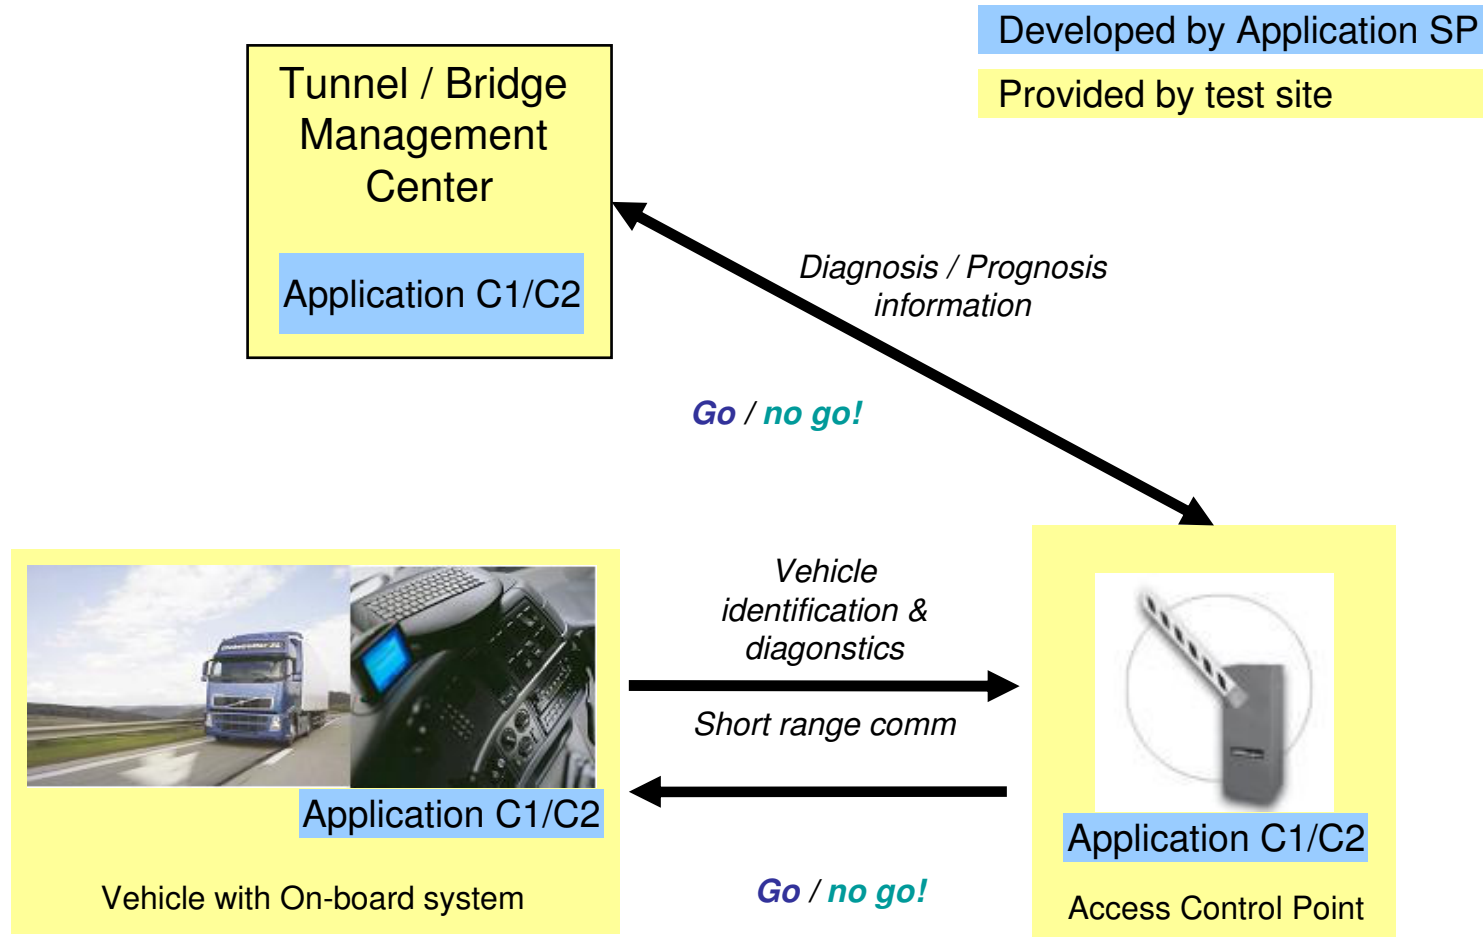 Developed by Application SP
Provided by test site
Tunnel / Bridge
Management
Center
Application C1/C2
Diagnosis / Prognosis
information
Go / no go!
Vehicle
identification &
diagonstics
Short range comm
Application C1/C2
Vehicle with On-board system
Go / no go!
Application C1/C2
Access Control Point